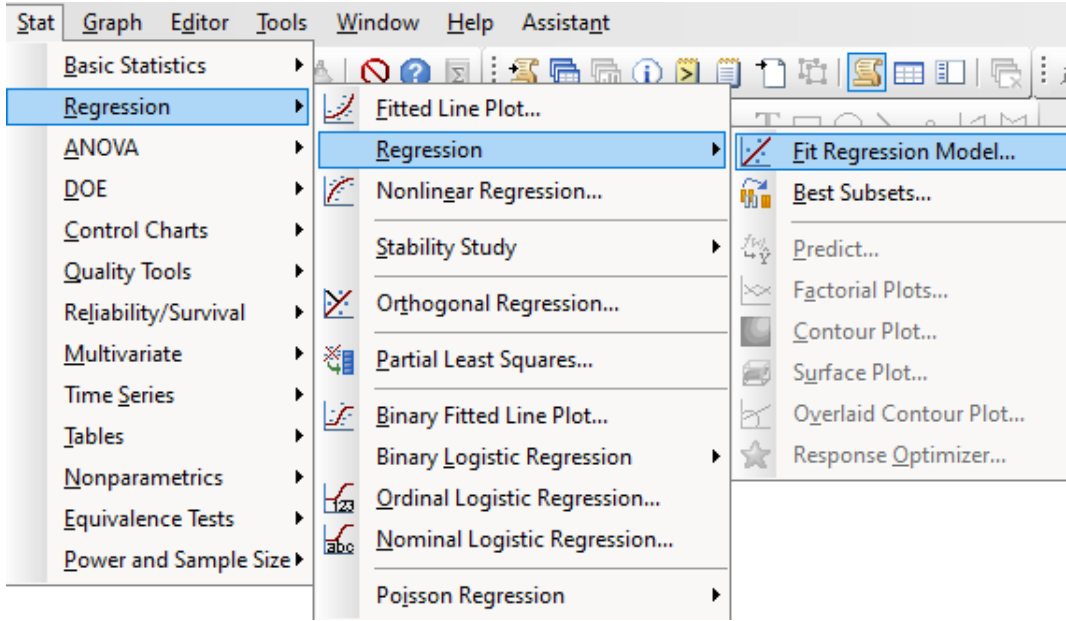 Stat Graph Editor Tools Window Help Assistant
Basic Statistics
Regression
ANOVA
DOE
Control Charts
Quality Tools
Reliability/Survival
Multivariate
Time Series
Tables
Nonparametrics
Equivalence Tests
Power and Sample Size
Fitted Line Plot...
Regression
Nonlinear Regression...
Stability Study
Orthogonal Regression...
Partial Least Squares...
Binary Fitted Line Plot...
Binary Logistic Regression
123
Ordinal Logistic Regression...
abc
Nominal Logistic Regression...
Poisson Regression
Fit Regression Model...
Best Subsets...
Predict...
Factorial Plots...
Contour Plot...
Surface Plot...
Overlaid Contour Plot...
Response Optimizer...